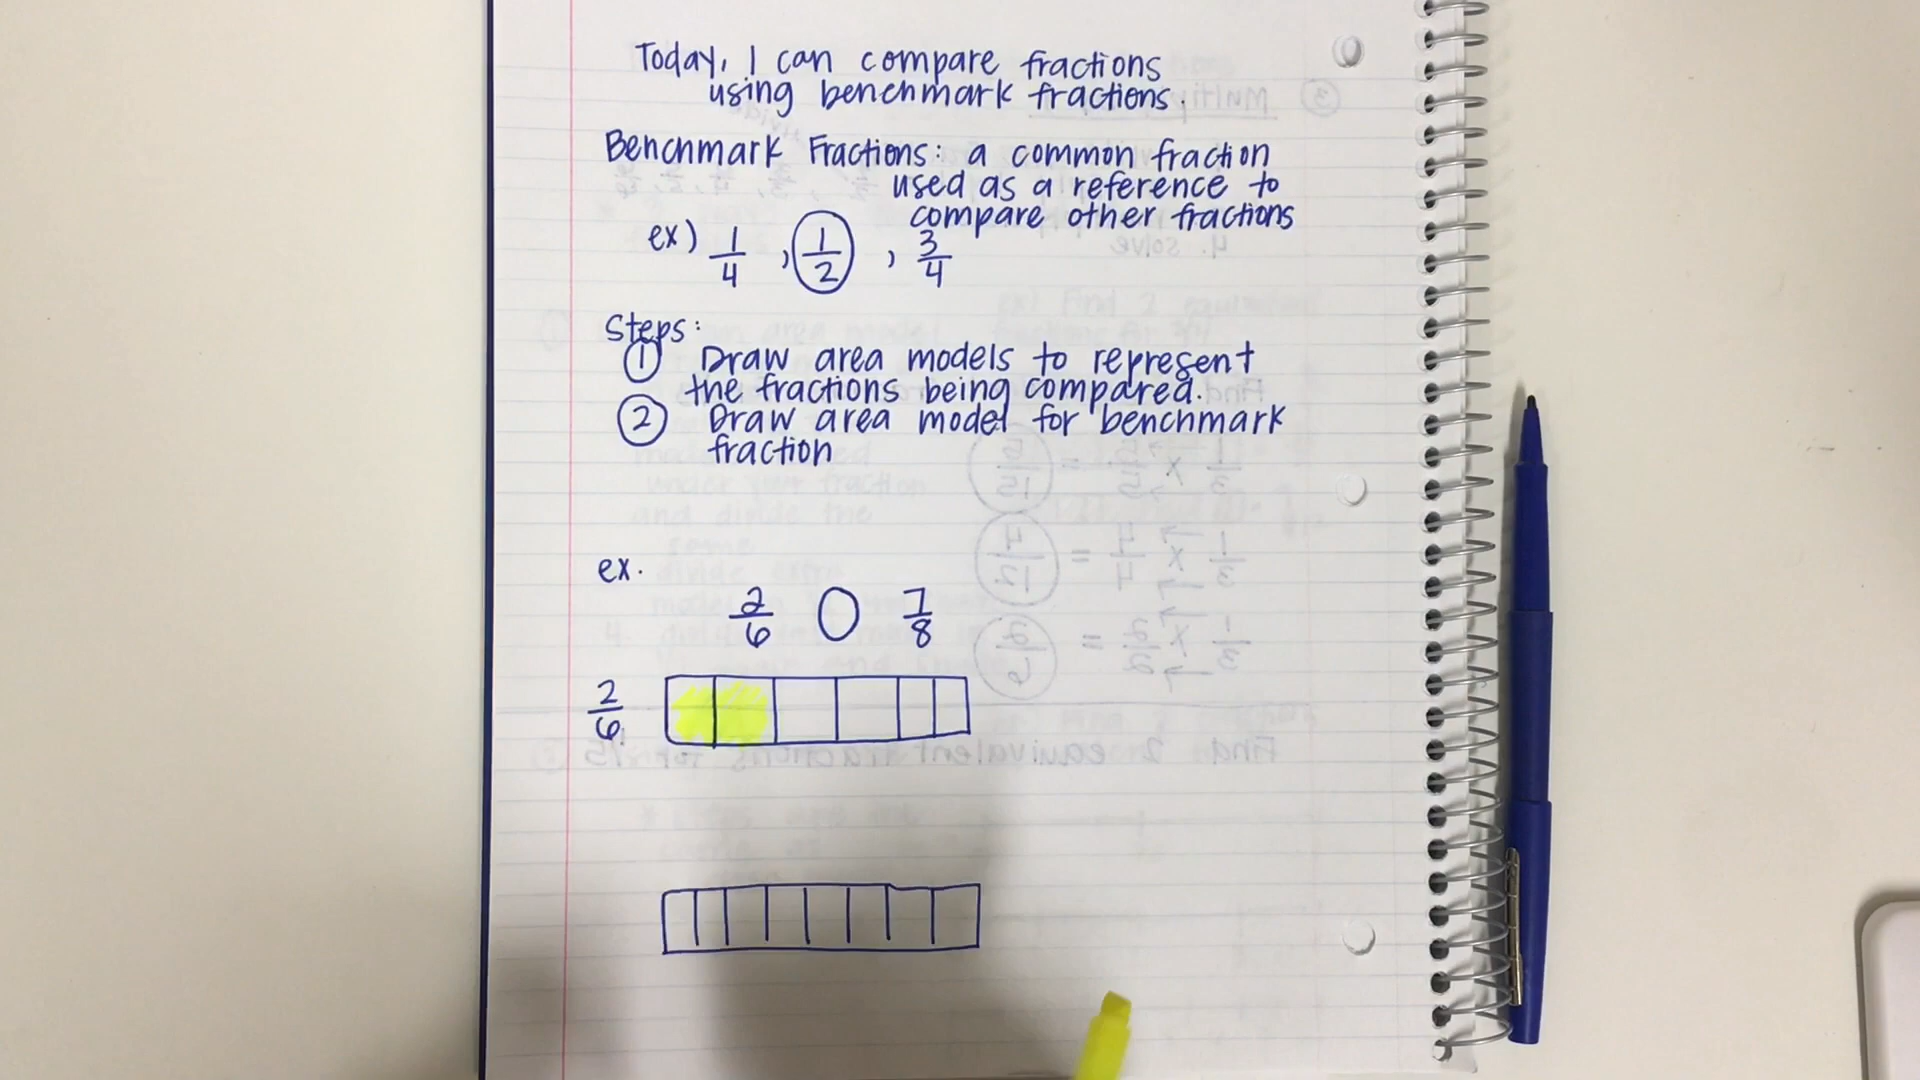 Today, I can compare fractions
using benchmark fractions.
Benchmark Fractions: a common fraction
used as a reference to
compare other fractions
ex) 1/4, 1/2, 3/4
Steps:
① Draw area models to represent
the fractions being compared.
② Draw area model for benchmark
fraction
ex.
2/6 ○ 7/8
2/6